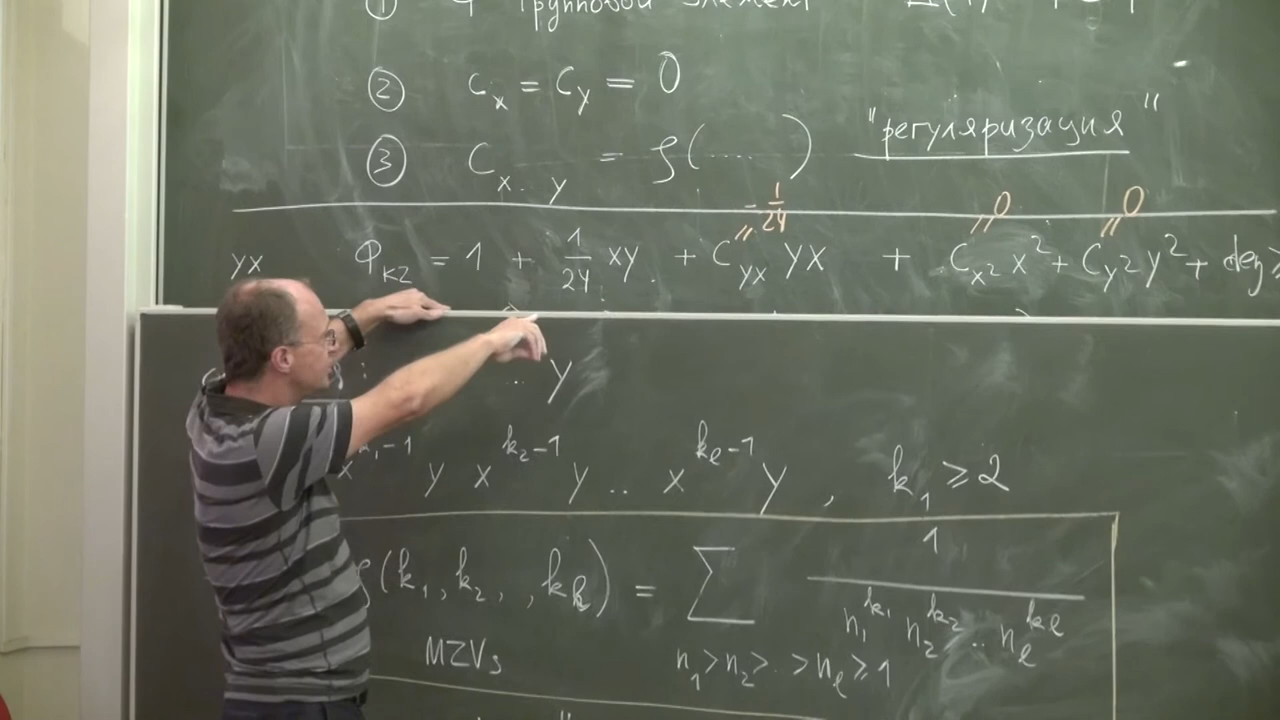 ① групповой элемент
② C_x = C_y = 0
③ C_{x...y} = ζ(....) "регуляризация"
yx Φ_{KZ} = 1 + 1/24 xy + C_{yx} yx + C_{x²} x² + C_{y²} y² + deg ≥
= -1/24 = 0 = 0
.. y
x^{k₁-1} y x^{k₂-1} y .. x^{k_ℓ-1} y , k₁ ≥ 2
ζ(k₁, k₂, , k_ℓ) = Σ 1 / n₁^{k₁} n₂^{k₂} .. n_ℓ^{k_ℓ}
MZVs n₁ > n₂ > .. > n_ℓ ≥ 1